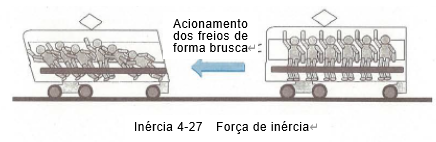 Acionamento
dos freios de
forma brusca
Inércia 4-27 Força de inércia